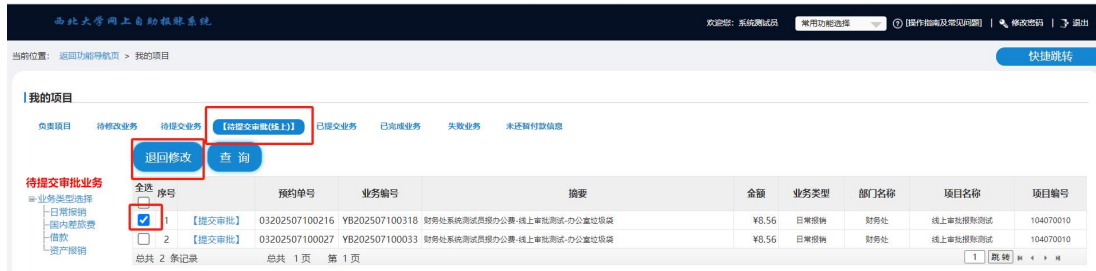 西北大学网上自助报账系统
欢迎您：系统测试员 常用功能选择 [操作指南及常见问题] | 修改密码 | 退出
当前位置： 返回功能导航页 > 我的项目
快捷跳转
我的项目
负责项目 待修改业务 待提交业务 【待提交审批(线上)】 已提交业务 已完成业务 失败业务 未还暂付款信息
退回修改 查 询
待提交审批业务
业务类型选择
日常报销
国内差旅费
借款
资产报销
全选 序号 预约单号 业务编号 摘要 金额 业务类型 部门名称 项目名称 项目编号
1 【提交审批】 03202507100216 YB202507100318 财务处系统测试员报办公费-线上审批测试-办公室垃圾袋 ¥8.56 日常报销 财务处 线上审批报账测试 104070010
2 【提交审批】 03202507100027 YB202507100033 财务处系统测试员报办公费-线上审批测试-办公室垃圾袋 ¥8.56 日常报销 财务处 线上审批报账测试 104070010
总共 2 条记录 总共 1 页 第 1 页 1 跳转